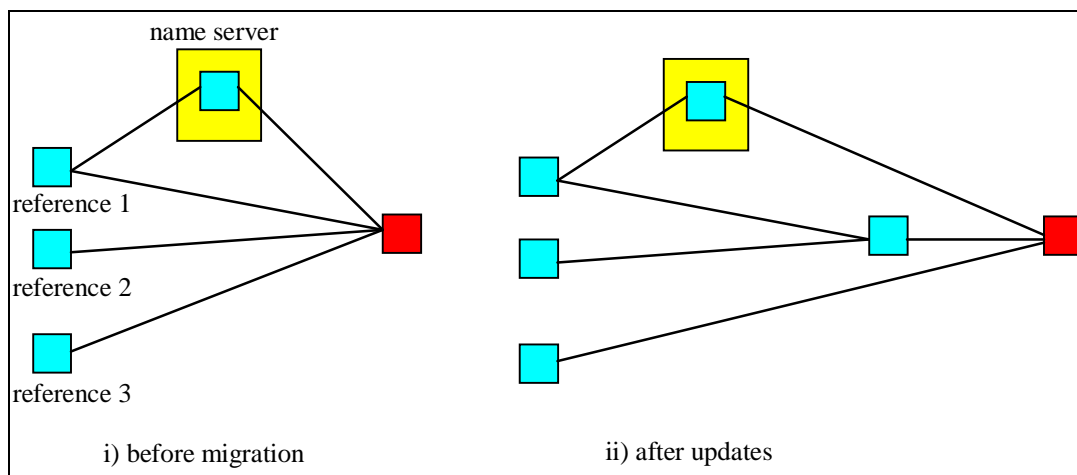 name server
reference 1
reference 2
reference 3
i) before migration
ii) after updates